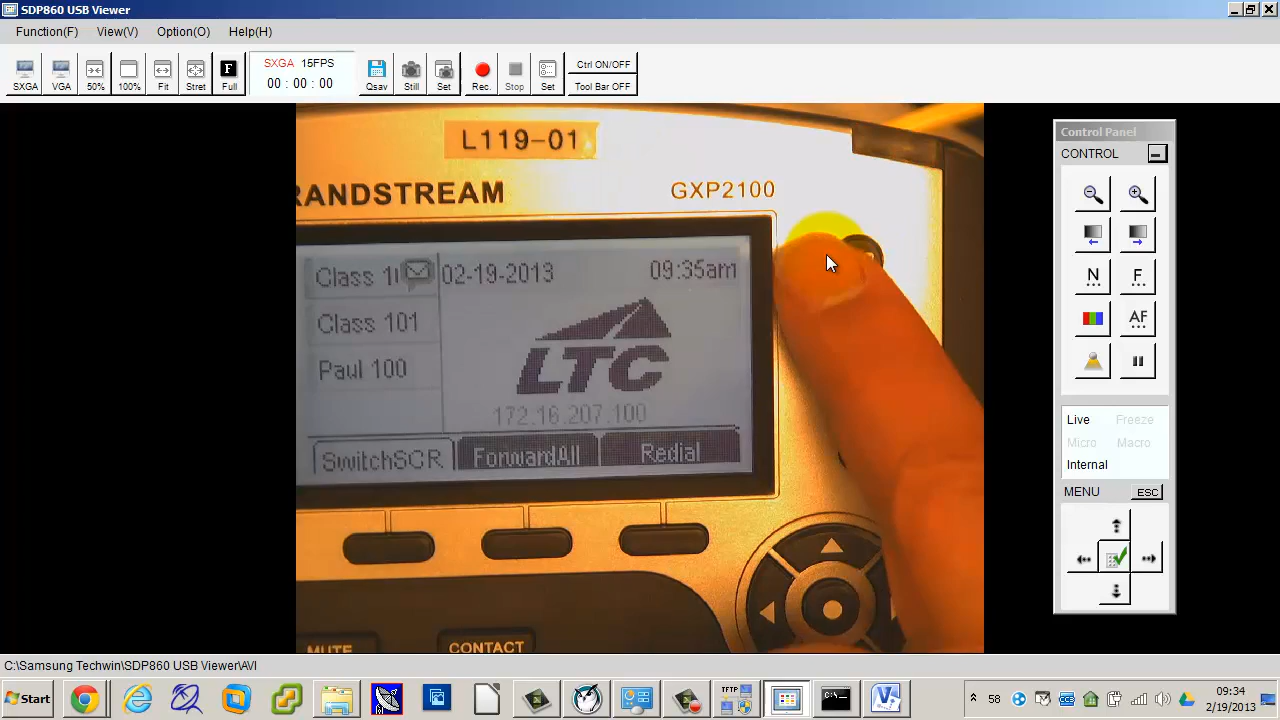 SDP860 USB Viewer
Function(F) View(V) Option(O) Help(H)
SXGA VGA 50% 100% Fit Stret F Full
SXGA 15FPS
00 : 00 : 00
Qsav Still Set Rec. Stop Set
Ctrl ON/OFF
Tool Bar OFF
L119-01
RANDSTREAM
GXP2100
Class 10
02-19-2013
09:35am
Class 101
Paul 100
LTC
172.16.207.100
SwitchSCR
ForwardAll
Redial
MUTE
CONTACT
Control Panel
CONTROL
N F
AF
Live Freeze
Micro Macro
Internal
MENU ESC
C:\Samsung Techwin\SDP860 USB Viewer\AVI
Start
TFTP
58
09:34
2/19/2013